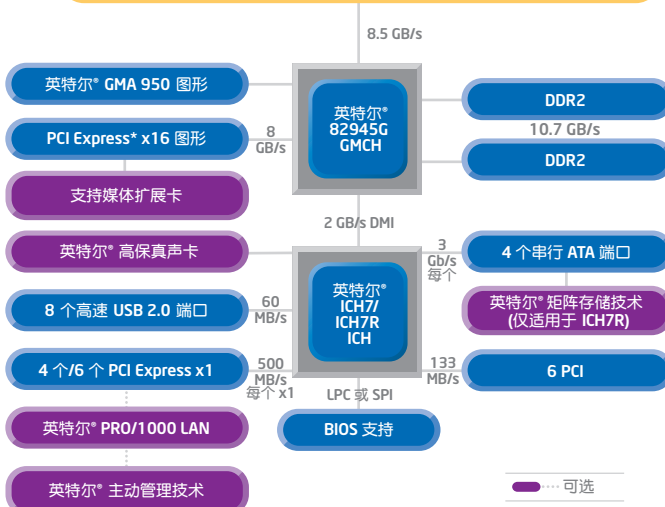 8.5 GB/s
英特尔® GMA 950 图形
PCI Express* x16 图形
8
GB/s
支持媒体扩展卡
英特尔®
82945G
GMCH
DDR2
10.7 GB/s
DDR2
2 GB/s DMI
英特尔® 高保真声卡
8 个高速 USB 2.0 端口
60
MB/s
4 个/6 个 PCI Express x1
500
MB/s
每个 x1
英特尔® PRO/1000 LAN
英特尔® 主动管理技术
英特尔®
ICH7/
ICH7R
ICH
3
Gb/s
每个
4 个串行 ATA 端口
英特尔® 矩阵存储技术
(仅适用于 ICH7R)
133
MB/s
6 PCI
LPC 或 SPI
BIOS 支持
可选